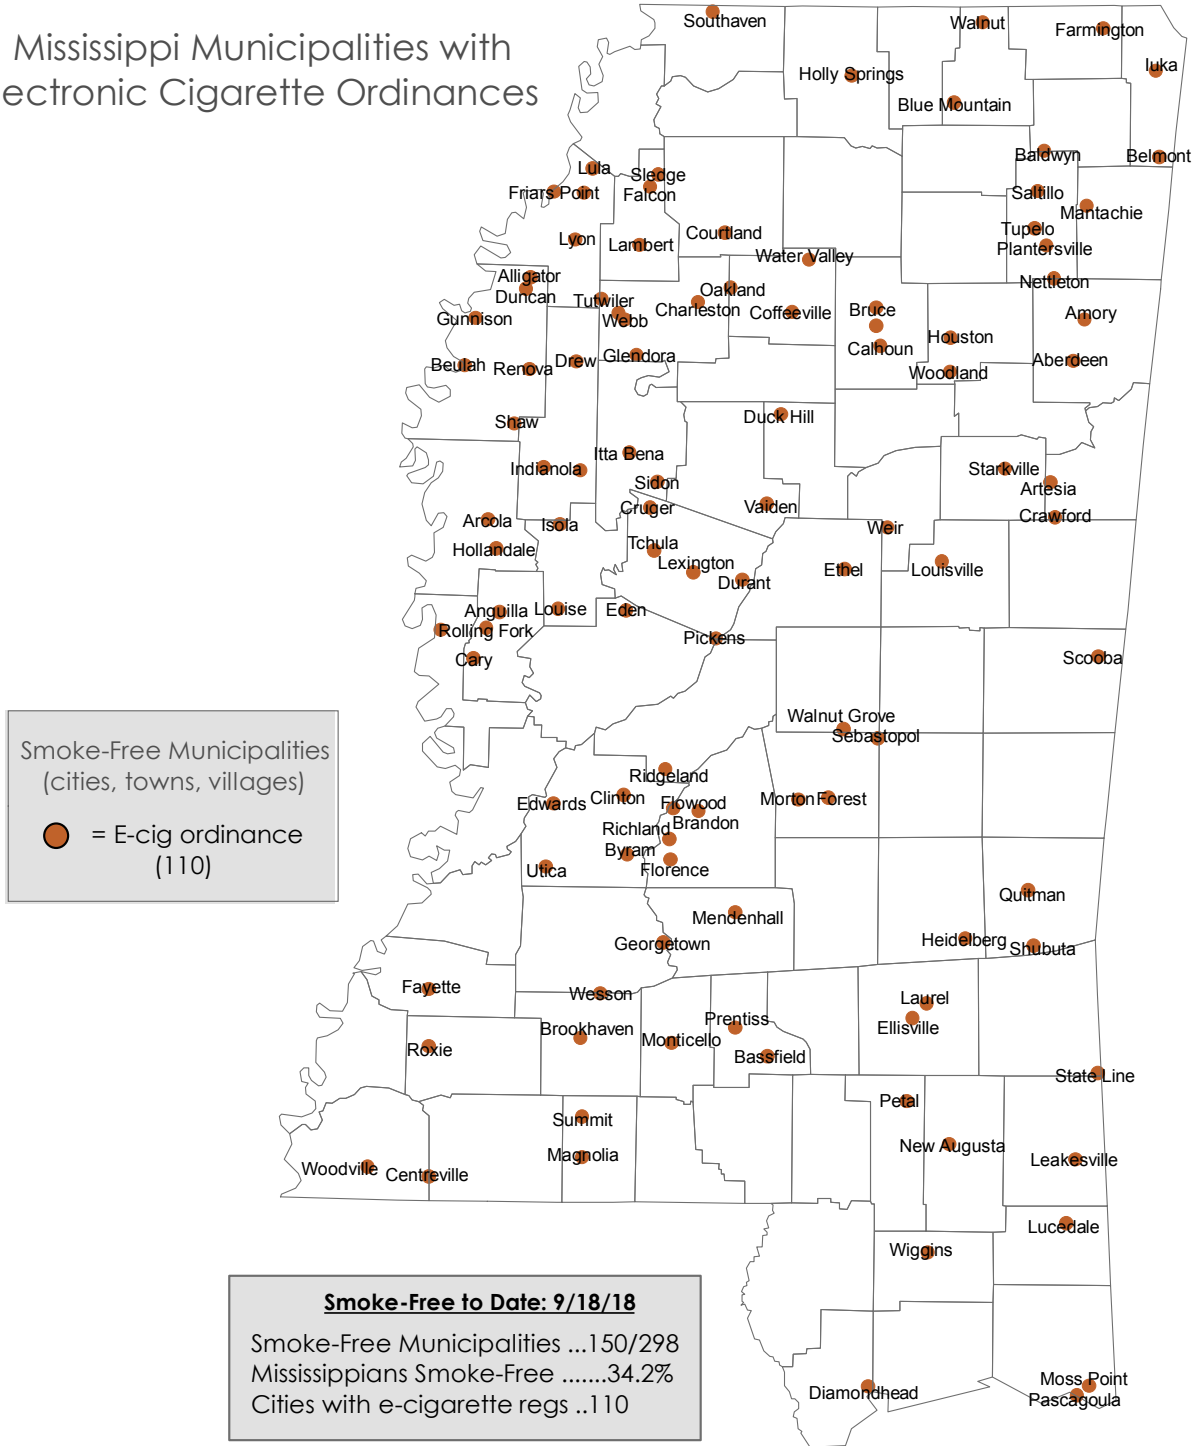 Mississippi Municipalities with
ectronic Cigarette Ordinances
Southaven
Walnut
Farmington
Iuka
Holly Springs
Blue Mountain
Baldwyn
Belmont
Lula
Sledge
Friars Point
Falcon
Saltillo
Mantachie
Lyon
Lambert
Courtland
Tupelo
Plantersville
Water Valley
Alligator
Duncan
Nettleton
Tutwiler
Oakland
Gunnison
Webb
Charleston
Coffeeville
Bruce
Amory
Houston
Calhoun
Beulah
Renova
Drew
Glendora
Woodland
Aberdeen
Shaw
Duck Hill
Itta Bena
Indianola
Sidon
Starkville
Artesia
Cruger
Vaiden
Crawford
Arcola
Isola
Weir
Hollandale
Tchula
Lexington
Durant
Ethel
Louisville
Anguilla
Louise
Eden
Rolling Fork
Pickens
Cary
Scooba
Walnut Grove
Sebastopol
Smoke-Free Municipalities
(cities, towns, villages)
= E-cig ordinance
(110)
Ridgeland
Edwards
Clinton
Flowood
Morton
Forest
Brandon
Richland
Byram
Utica
Florence
Quitman
Mendenhall
Georgetown
Heidelberg
Shubuta
Fayette
Wesson
Laurel
Prentiss
Brookhaven
Ellisville
Roxie
Monticello
Bassfield
State Line
Petal
Summit
New Augusta
Magnolia
Leakesville
Woodville
Centreville
Lucedale
Wiggins
Smoke-Free to Date: 9/18/18
Smoke-Free Municipalities ...150/298
Mississippians Smoke-Free .......34.2%
Cities with e-cigarette regs ..110
Moss Point
Diamondhead
Pascagoula